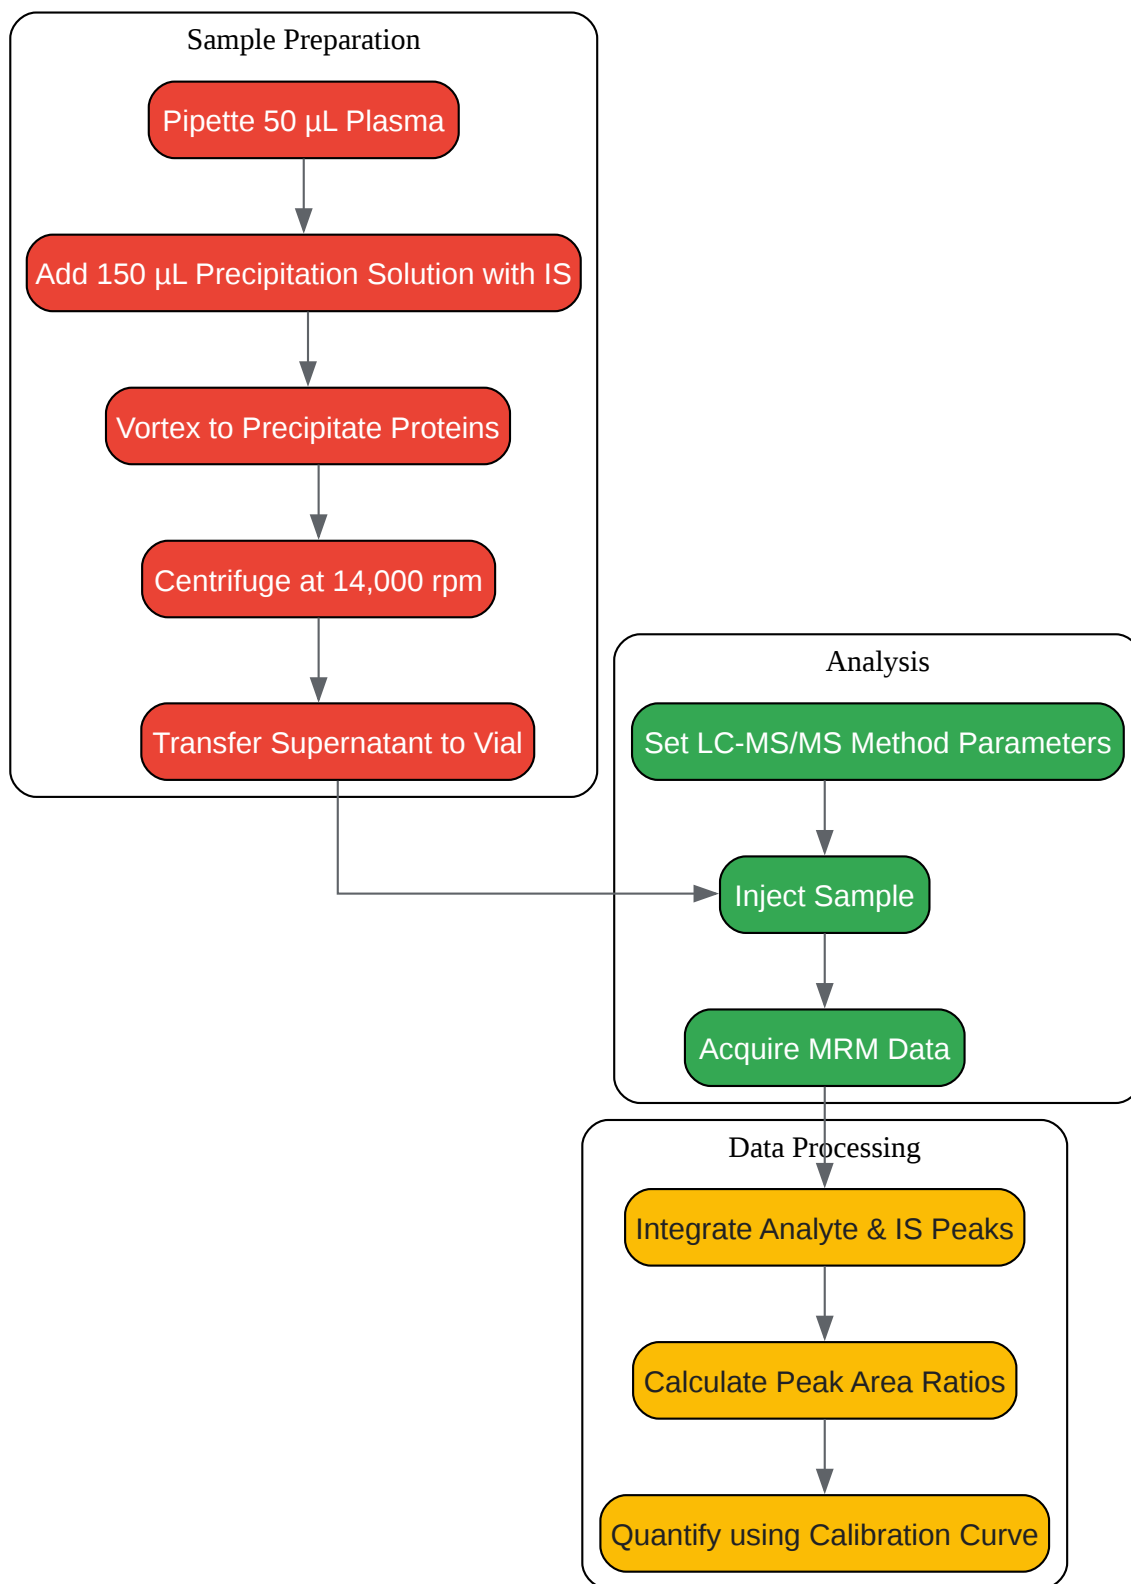 Sample Preparation
Pipette 50 µL Plasma
Add 150 µL Precipitation Solution with IS
Vortex to Precipitate Proteins
Centrifuge at 14,000 rpm
Transfer Supernatant to Vial
Analysis
Set LC-MS/MS Method Parameters
Inject Sample
Acquire MRM Data
Data Processing
Integrate Analyte & IS Peaks
Calculate Peak Area Ratios
Quantify using Calibration Curve